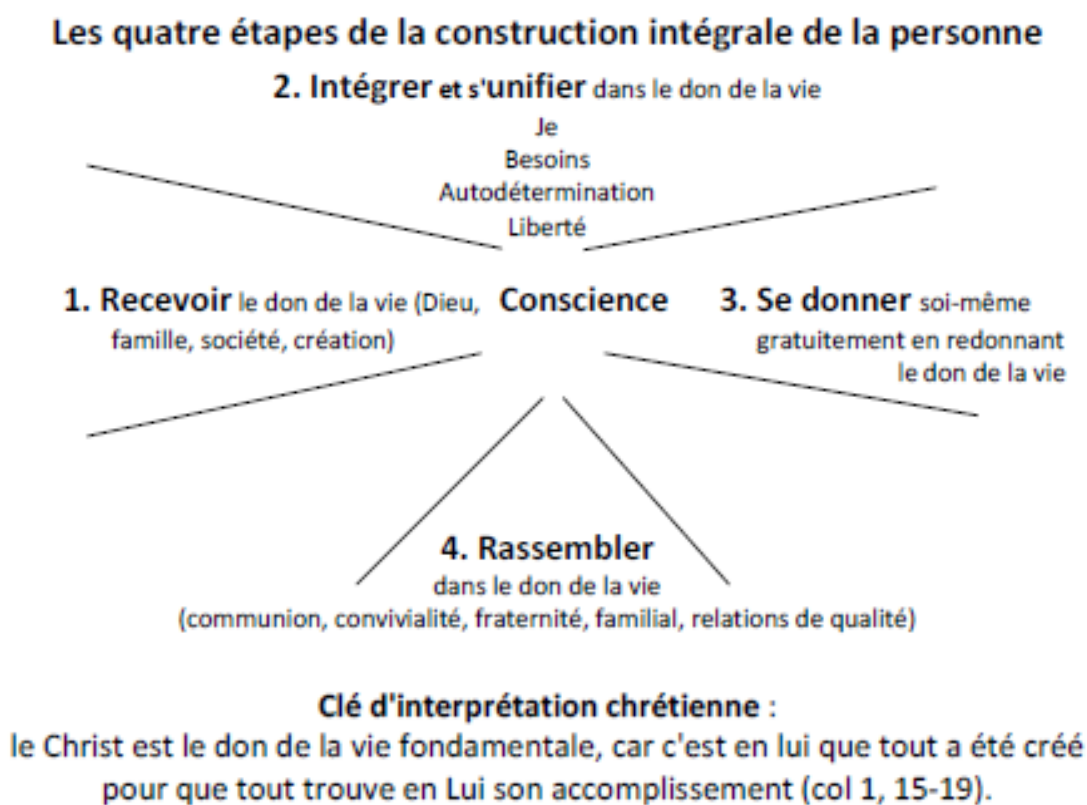 Les quatre étapes de la construction intégrale de la personne
2. Intégrer et s'unifier dans le don de la vie
Je
Besoins
Autodétermination
Liberté
1. Recevoir le don de la vie (Dieu,
famille, société, création)
Conscience
3. Se donner soi-même
gratuitement en redonnant
le don de la vie
4. Rassembler
dans le don de la vie
(communion, convivialité, fraternité, familial, relations de qualité)
Clé d'interprétation chrétienne :
le Christ est le don de la vie fondamentale, car c'est en lui que tout a été créé
pour que tout trouve en Lui son accomplissement (col 1, 15-19).